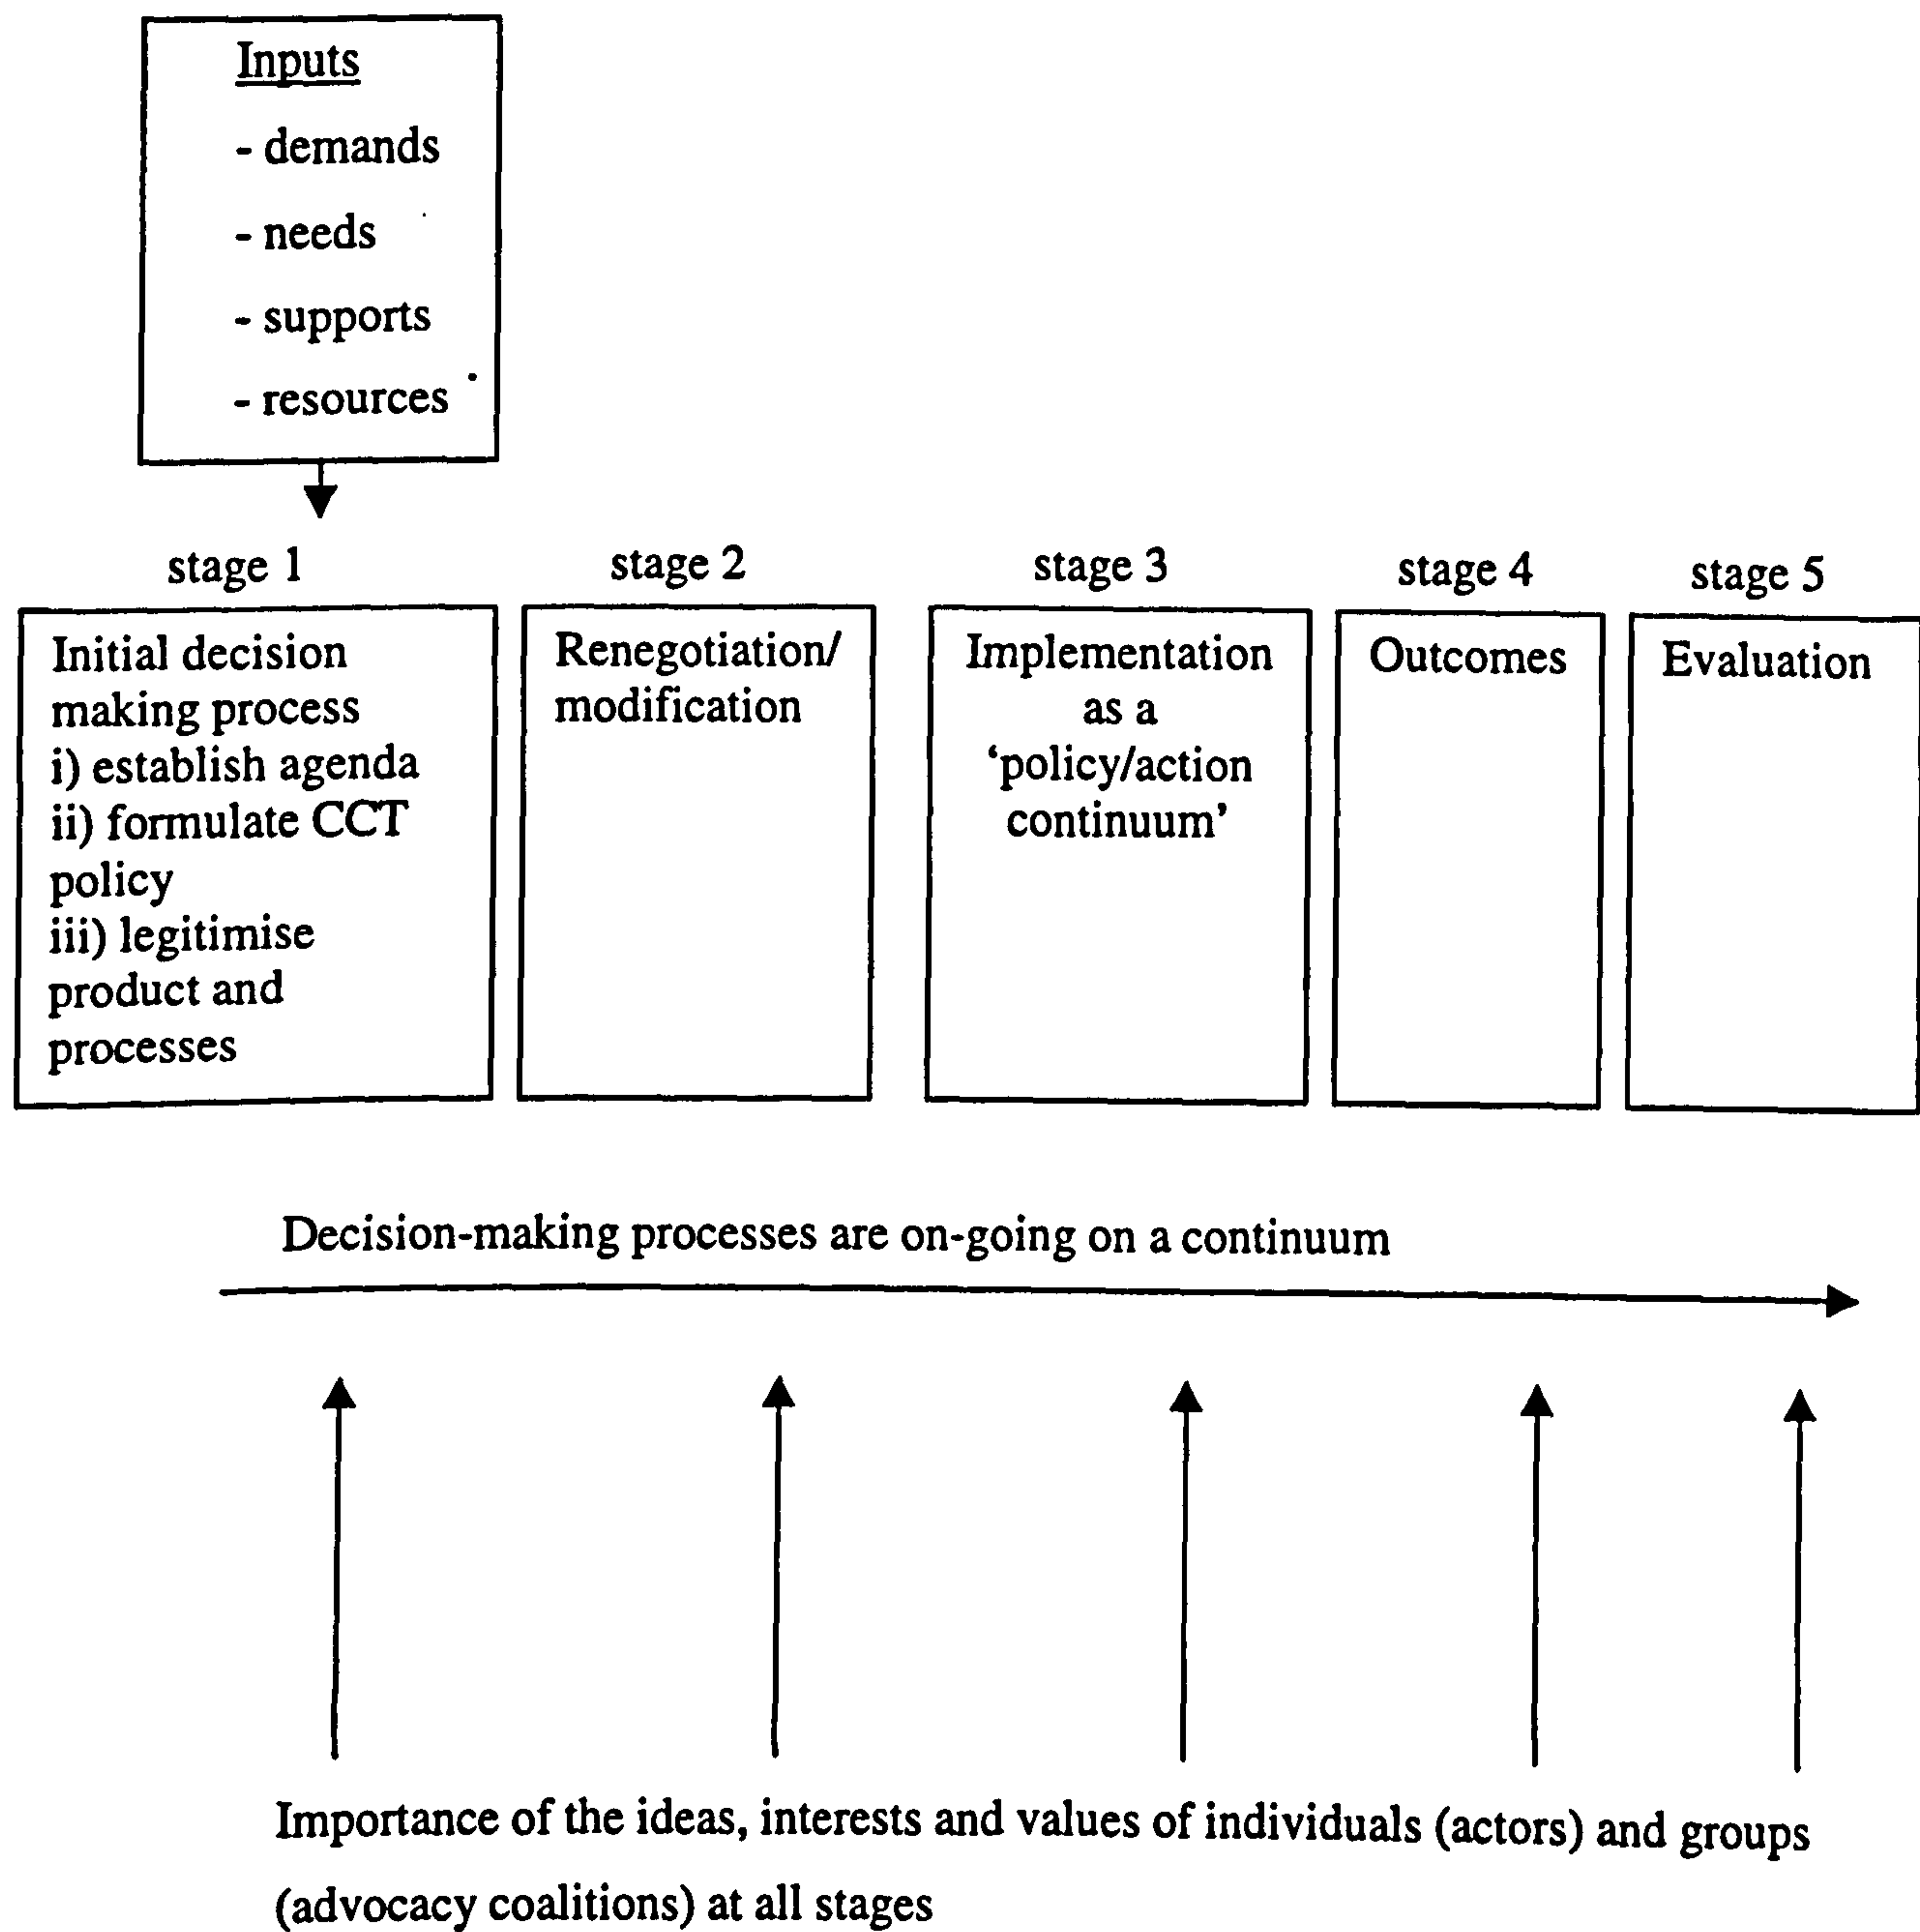 Inputs
- demands
- needs
- supports
- resources
stage 1
Initial decision
making process
i) establish agenda
ii) formulate CCT
policy
iii) legitimise
product and
processes
stage 2
Renegotiation/
modification
stage 3
Implementation
as a
‘policy/action
continuum’
stage 4
Outcomes
stage 5
Evaluation
Decision-making processes are on-going on a continuum
Importance of the ideas, interests and values of individuals (actors) and groups
(advocacy coalitions) at all stages